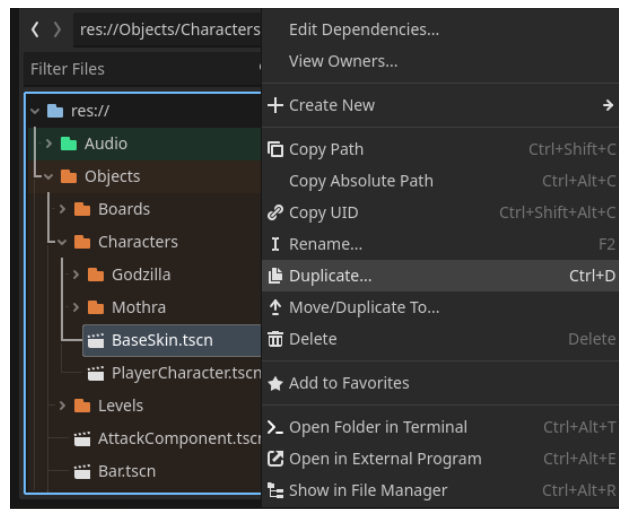 res://Objects/Characters
Filter Files
res://
Audio
Objects
Boards
Characters
Godzilla
Mothra
BaseSkin.tscn
PlayerCharacter.tscn
Levels
AttackComponent.tscn
Bar.tscn
Edit Dependencies...
View Owners...
Create New
Copy Path Ctrl+Shift+C
Copy Absolute Path Ctrl+Alt+C
Copy UID Ctrl+Shift+Alt+C
Rename... F2
Duplicate... Ctrl+D
Move/Duplicate To...
Delete Delete
Add to Favorites
Open Folder in Terminal Ctrl+Alt+T
Open in External Program Ctrl+Alt+E
Show in File Manager Ctrl+Alt+R